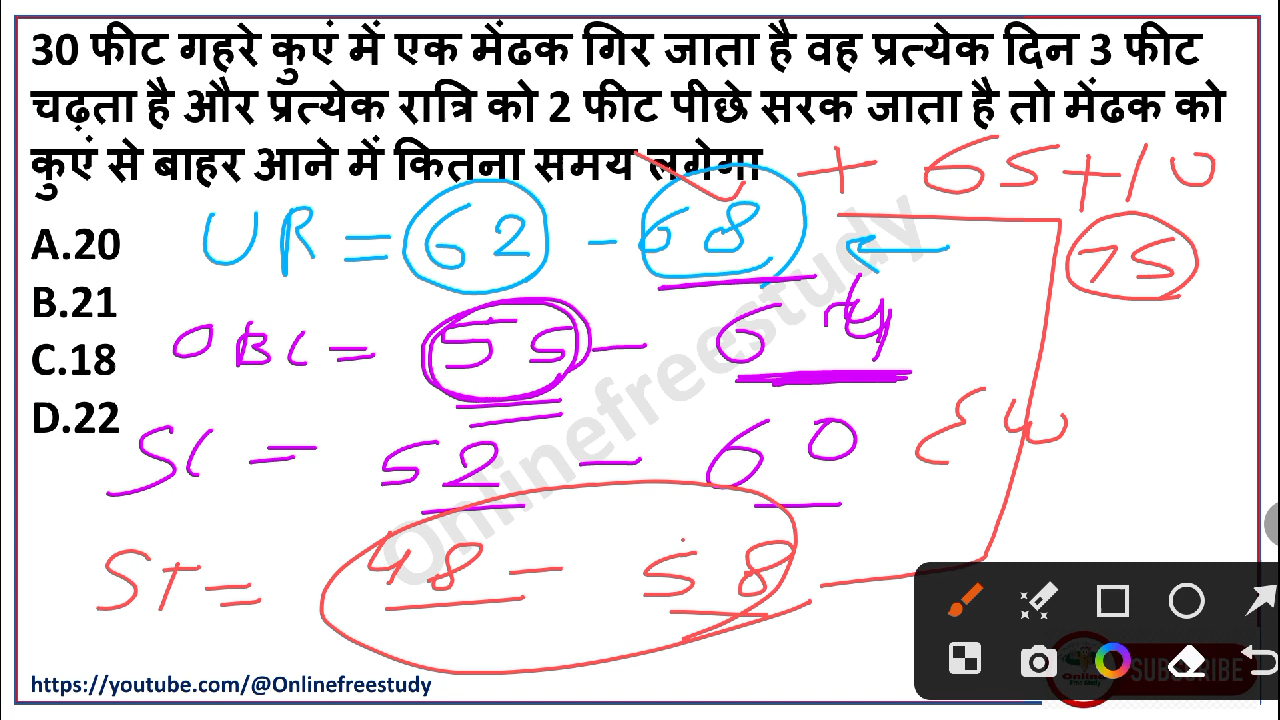 30 फीट गहरे कुएं में एक मेंढक गिर जाता है वह प्रत्येक दिन 3 फीट
चढ़ता है और प्रत्येक रात्रि को 2 फीट पीछे सरक जाता है तो मेंढक को
कुएं से बाहर आने में कितना समय लगेगा
+ 65+10
A.20
UR = 62 - 68
75
B.21
OBC = 55 - 64
C.18
D.22
SC = 52 - 60
ST = 48 - 58
Onlinefreestudy
https://youtube.com/@Onlinefreestudy
SUBSCRIBE